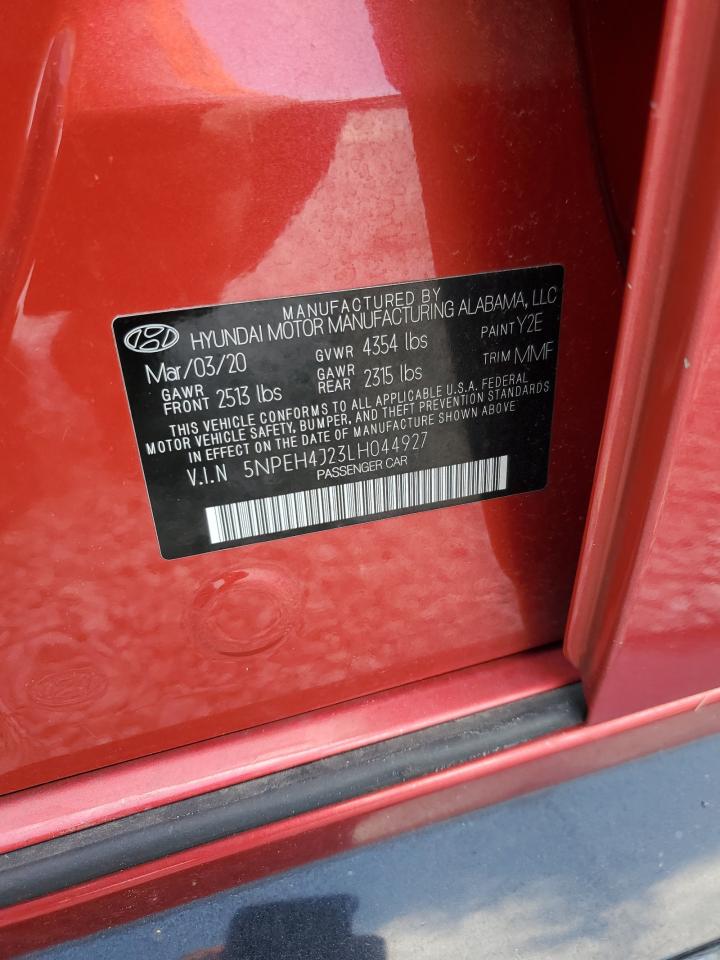 MANUFACTURED BY
HYUNDAI MOTOR MANUFACTURING ALABAMA, LLC
Mar/03/20 GVWR 4354 lbs PAINT Y2E
GAWR FRONT 2513 lbs GAWR REAR 2315 lbs TRIM MMF
THIS VEHICLE CONFORMS TO ALL APPLICABLE U.S.A. FEDERAL
MOTOR VEHICLE SAFETY, BUMPER, AND THEFT PREVENTION STANDARDS
IN EFFECT ON THE DATE OF MANUFACTURE SHOWN ABOVE
V.I.N 5NPEH4J23LH044927
PASSENGER CAR